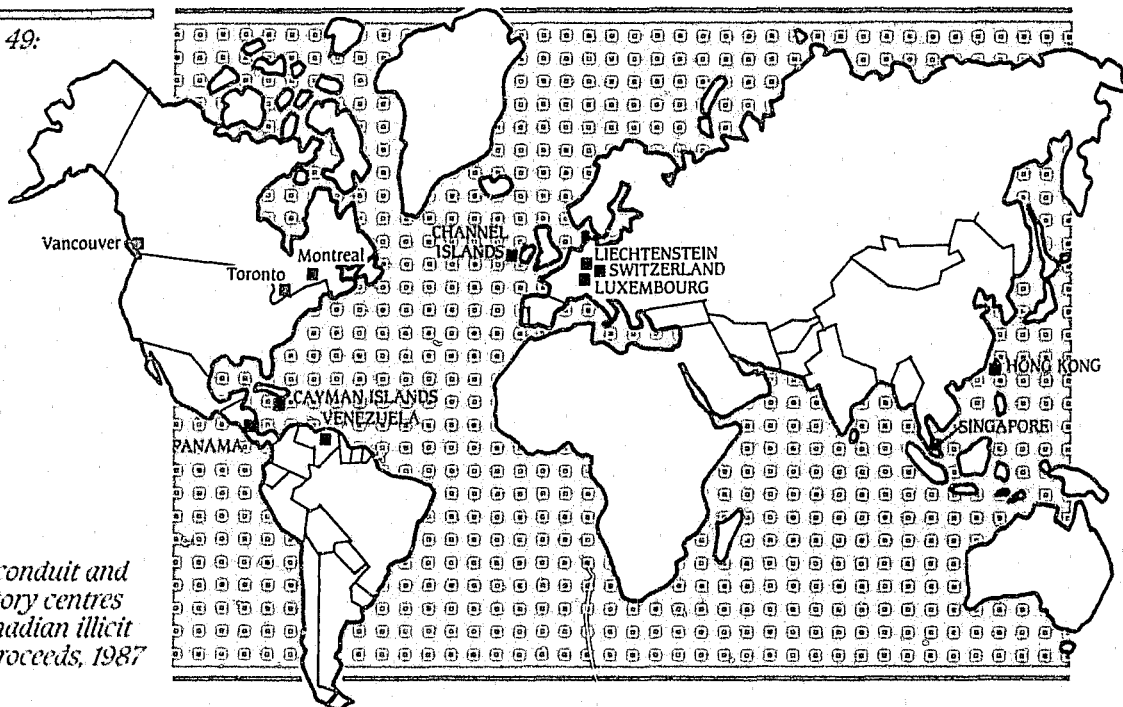 49:
Vancouver
Toronto
Montreal
CHANNEL
ISLANDS
LIECHTENSTEIN
SWITZERLAND
LUXEMBOURG
CAYMAN ISLANDS
VENEZUELA
PANAMA
HONG KONG
SINGAPORE
conduit and
tory centres
nadian illicit
roceeds, 1987